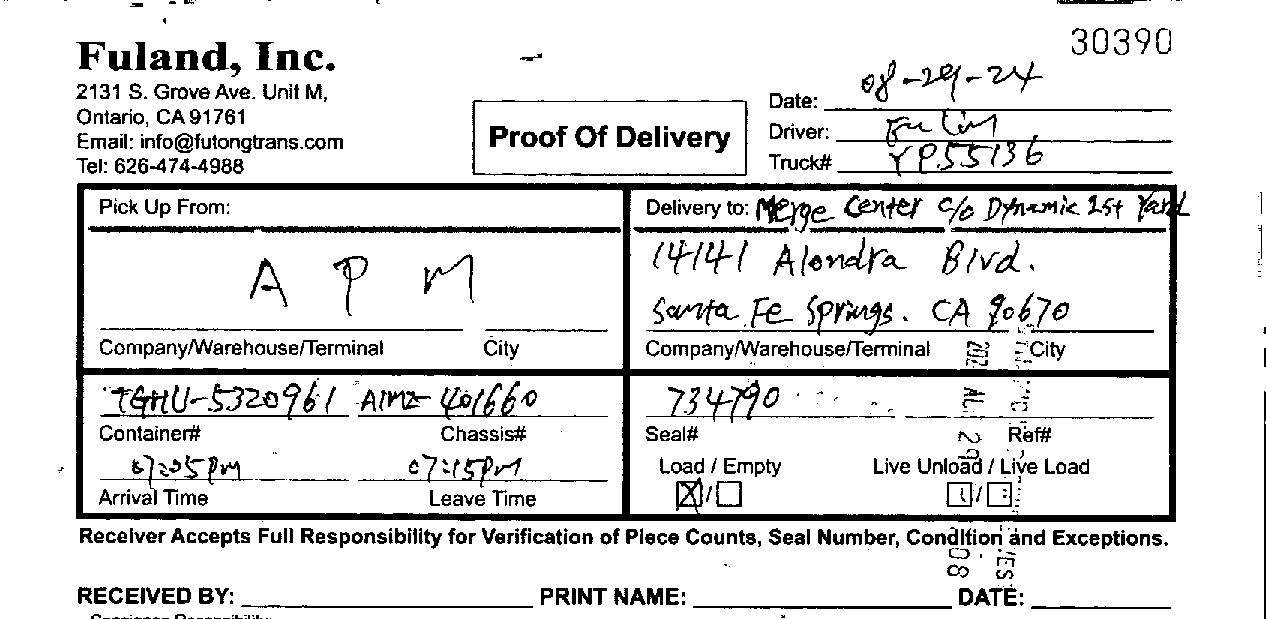 30390
Fuland, Inc.
2131 S. Grove Ave. Unit M,
Ontario, CA 91761
Email: info@futongtrans.com
Tel: 626-474-4988
Proof Of Delivery
Date: 08-29-24
Driver:
Truck# YP55136
Pick Up From:
A P M
Company/Warehouse/Terminal City
Delivery to: Merge Center c/o Dynamic 1st Yard
14141 Alondra Blvd.
Santa Fe Springs. CA 90670
Company/Warehouse/Terminal City
TGHU-5320961 AIMZ 401660
Container# Chassis#
07:05pm 07:15pm
Arrival Time Leave Time
734790
Seal# Ref#
Load / Empty Live Unload / Live Load
Receiver Accepts Full Responsibility for Verification of Piece Counts, Seal Number, Condition and Exceptions.
RECEIVED BY: PRINT NAME: DATE: